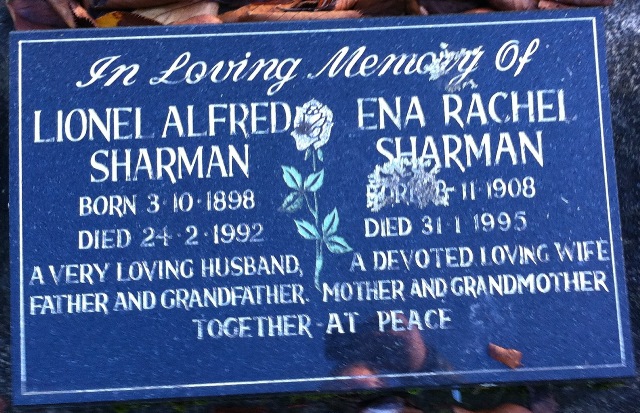 In Loving Memory Of
LIONEL ALFRED
SHARMAN
BORN 3·10·1898
DIED 24·2·1992
A VERY LOVING HUSBAND,
FATHER AND GRANDFATHER.
ENA RACHEL
SHARMAN
8-11-1908
DIED 31·1·1995
A DEVOTED LOVING WIFE
MOTHER AND GRANDMOTHER
TOGETHER AT PEACE